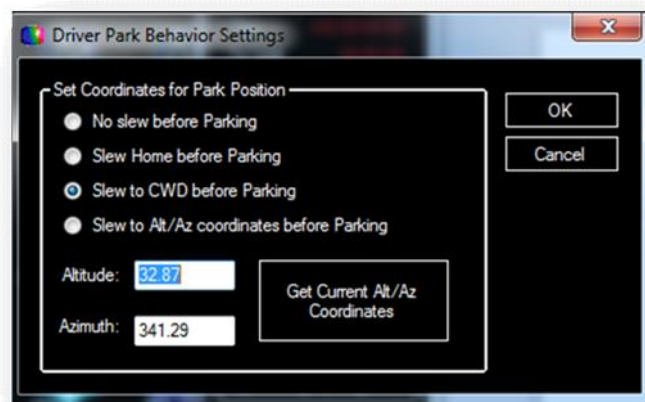 Driver Park Behavior Settings
Set Coordinates for Park Position
No slew before Parking
Slew Home before Parking
Slew to CWD before Parking
Slew to Alt/Az coordinates before Parking
Altitude: 32.87
Azimuth: 341.29
Get Current Alt/Az
Coordinates
OK
Cancel